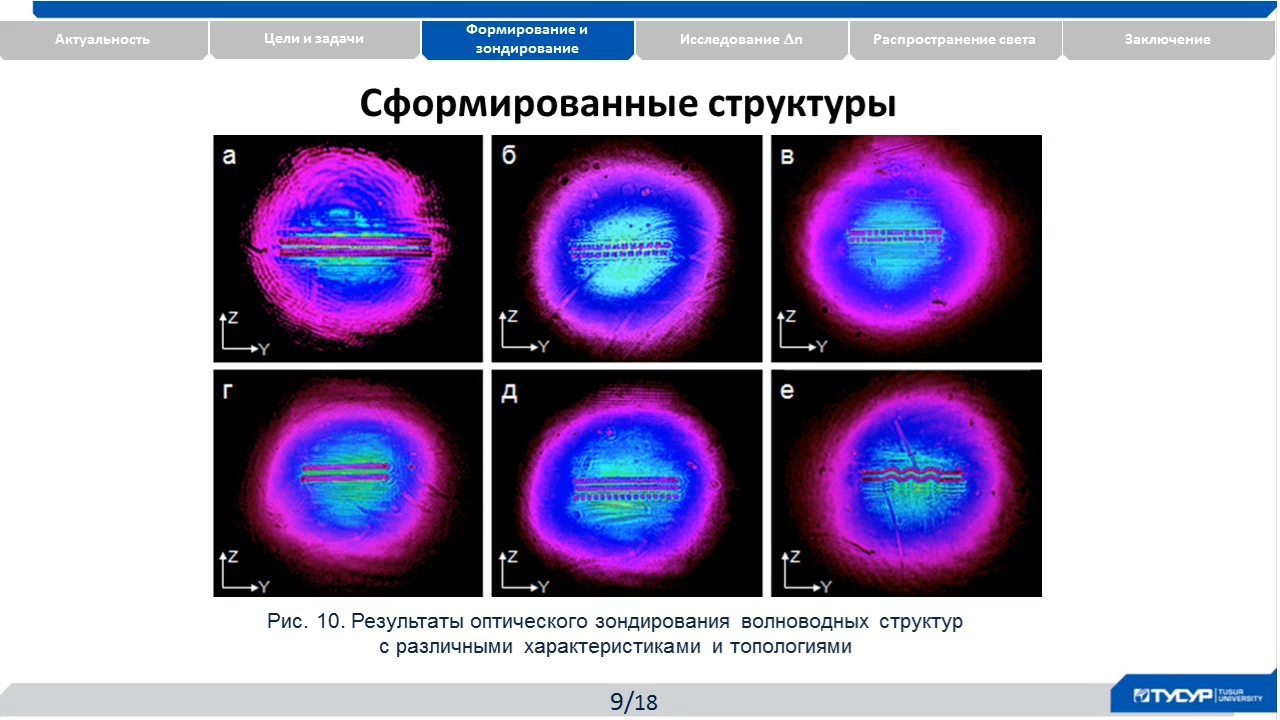 Актуальность
Цели и задачи
Формирование и
зондирование
Исследование Δn
Распространение света
Заключение
Сформированные структуры
а
б
в
Z
Y
Z
Y
Z
Y
г
д
е
Z
Y
Z
Y
Z
Y
Рис. 10. Результаты оптического зондирования волноводных структур
с различными характеристиками и топологиями
9/18
ТУСУР
TUSUR
UNIVERSITY